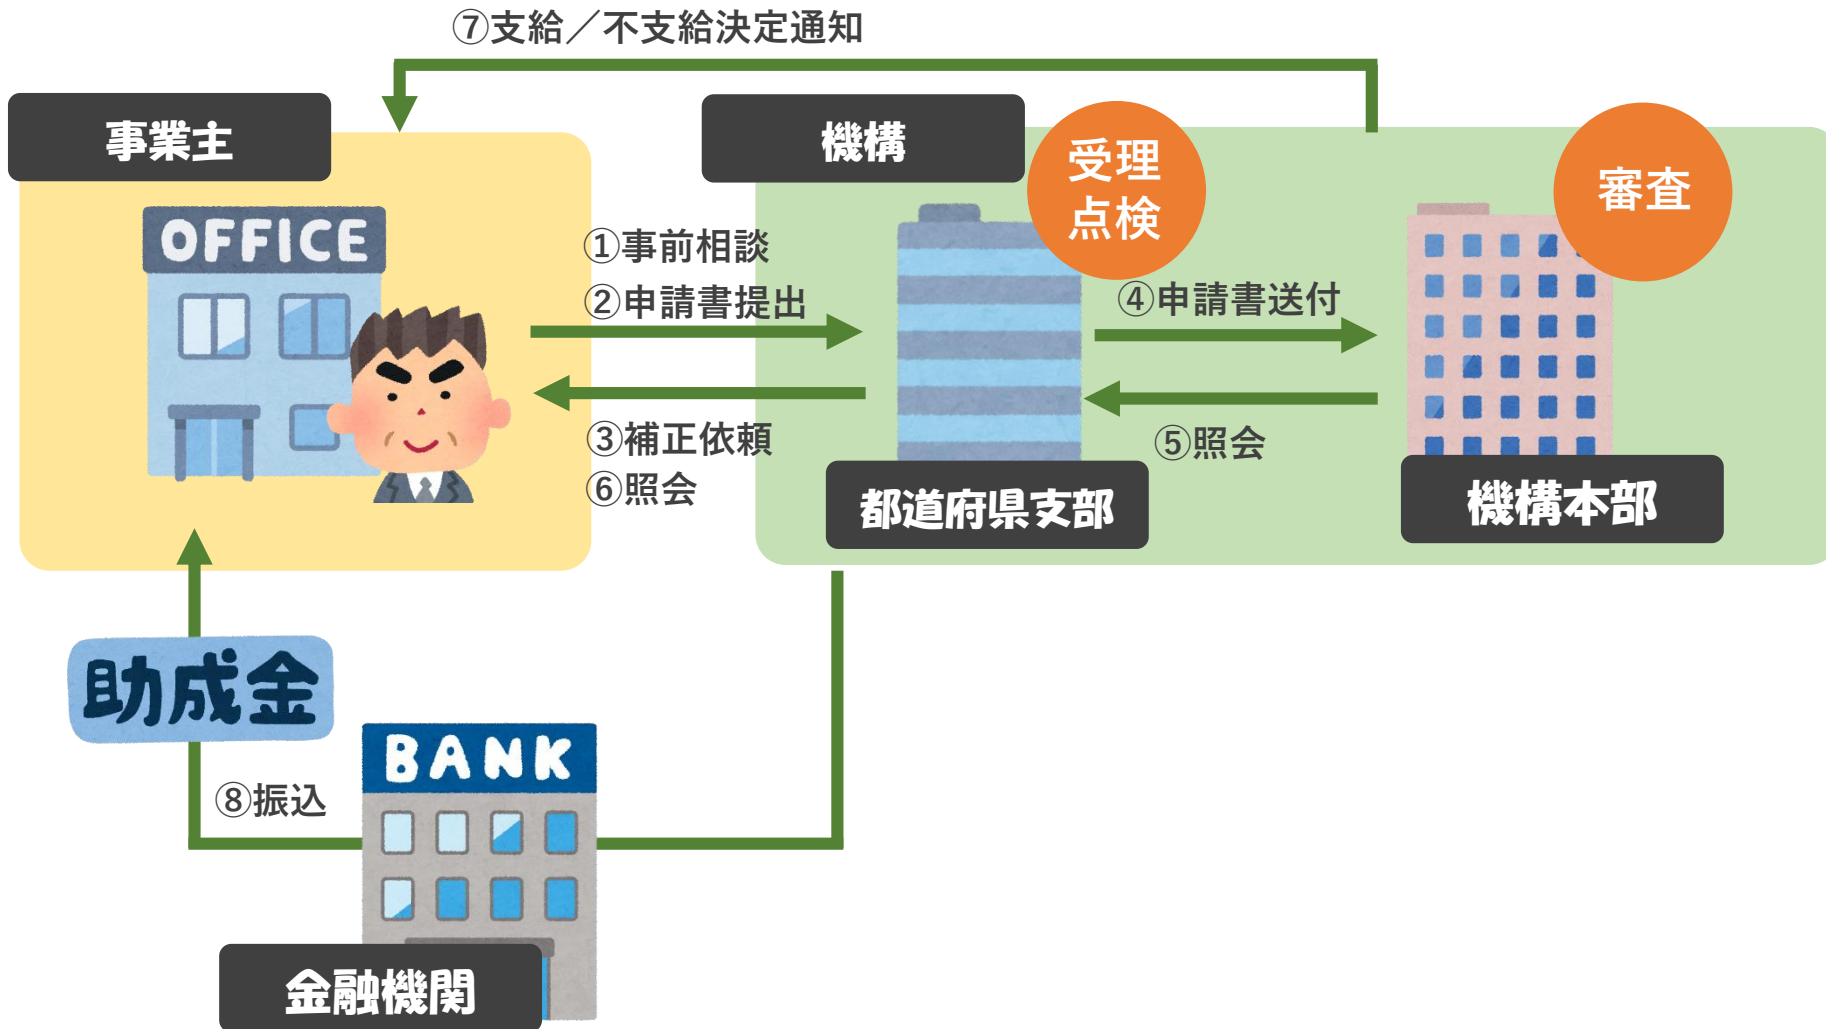 ⑦支給／不支給決定通知
事業主
機構
受理
点検
審査
OFFICE
①事前相談
②申請書提出
④申請書送付
③補正依頼
⑥照会
⑤照会
都道府県支部
機構本部
助成金
BANK
⑧振込
金融機関